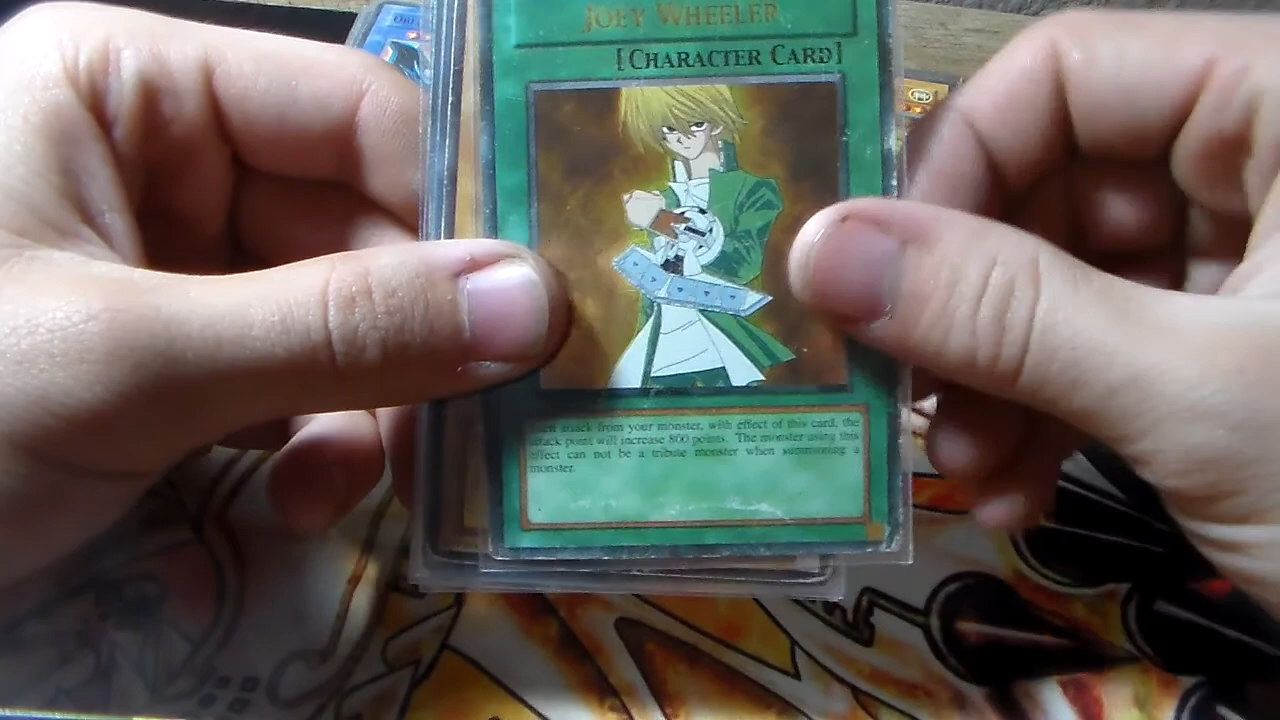 JOEY WHEELER
[CHARACTER CARD]
attack from your monster, with effect of this card, the
attack point will increase 800 points. The monster using this
effect can not be a tribute monster when summoning a
monster.